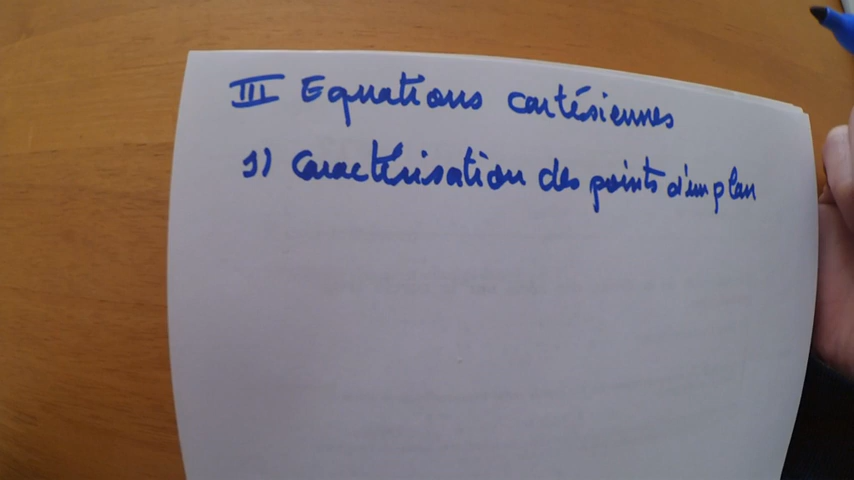 III Equations cartésiennes
1) Caractérisation des points d'un plan